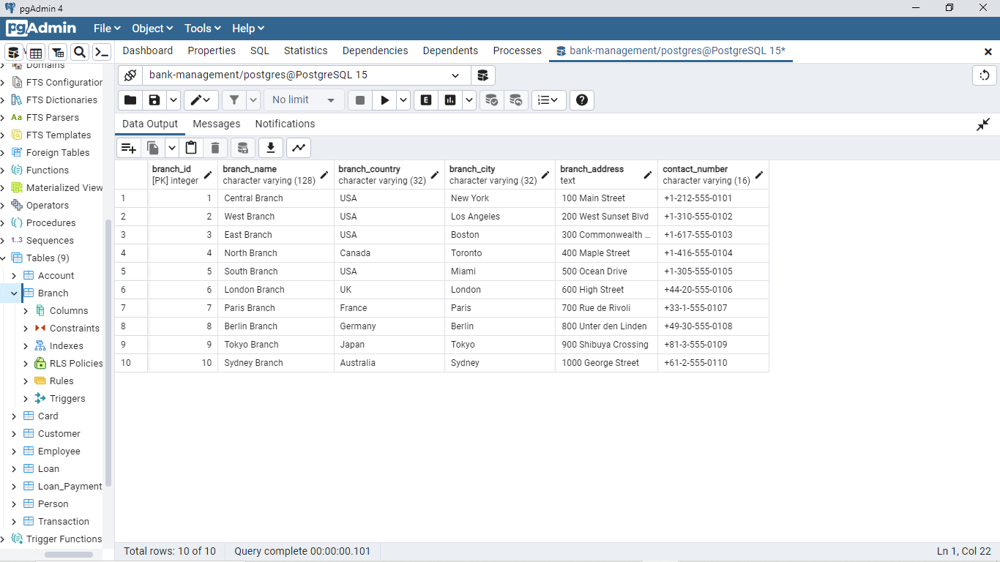 pgAdmin 4
pgAdmin File Object Tools Help
Dashboard Properties SQL Statistics Dependencies Dependents Processes bank-management/postgres@PostgreSQL 15*
bank-management/postgres@PostgreSQL 15
No limit
E
Data Output Messages Notifications
Domains
FTS Configuration
FTS Dictionaries
Aa FTS Parsers
FTS Templates
Foreign Tables
Functions
Materialized View
Operators
Procedures
1..3 Sequences
Tables (9)
Account
Branch
Columns
Constraints
Indexes
RLS Policies
Rules
Triggers
Card
Customer
Employee
Loan
Loan_Payment
Person
Transaction
Trigger Functions
branch_id branch_name branch_country branch_city branch_address contact_number
[PK] integer character varying (128) character varying (32) character varying (32) text character varying (16)
1 1 Central Branch USA New York 100 Main Street +1-212-555-0101
2 2 West Branch USA Los Angeles 200 West Sunset Blvd +1-310-555-0102
3 3 East Branch USA Boston 300 Commonwealth ... +1-617-555-0103
4 4 North Branch Canada Toronto 400 Maple Street +1-416-555-0104
5 5 South Branch USA Miami 500 Ocean Drive +1-305-555-0105
6 6 London Branch UK London 600 High Street +44-20-555-0106
7 7 Paris Branch France Paris 700 Rue de Rivoli +33-1-555-0107
8 8 Berlin Branch Germany Berlin 800 Unter den Linden +49-30-555-0108
9 9 Tokyo Branch Japan Tokyo 900 Shibuya Crossing +81-3-555-0109
10 10 Sydney Branch Australia Sydney 1000 George Street +61-2-555-0110
Total rows: 10 of 10 Query complete 00:00:00.101 Ln 1, Col 22